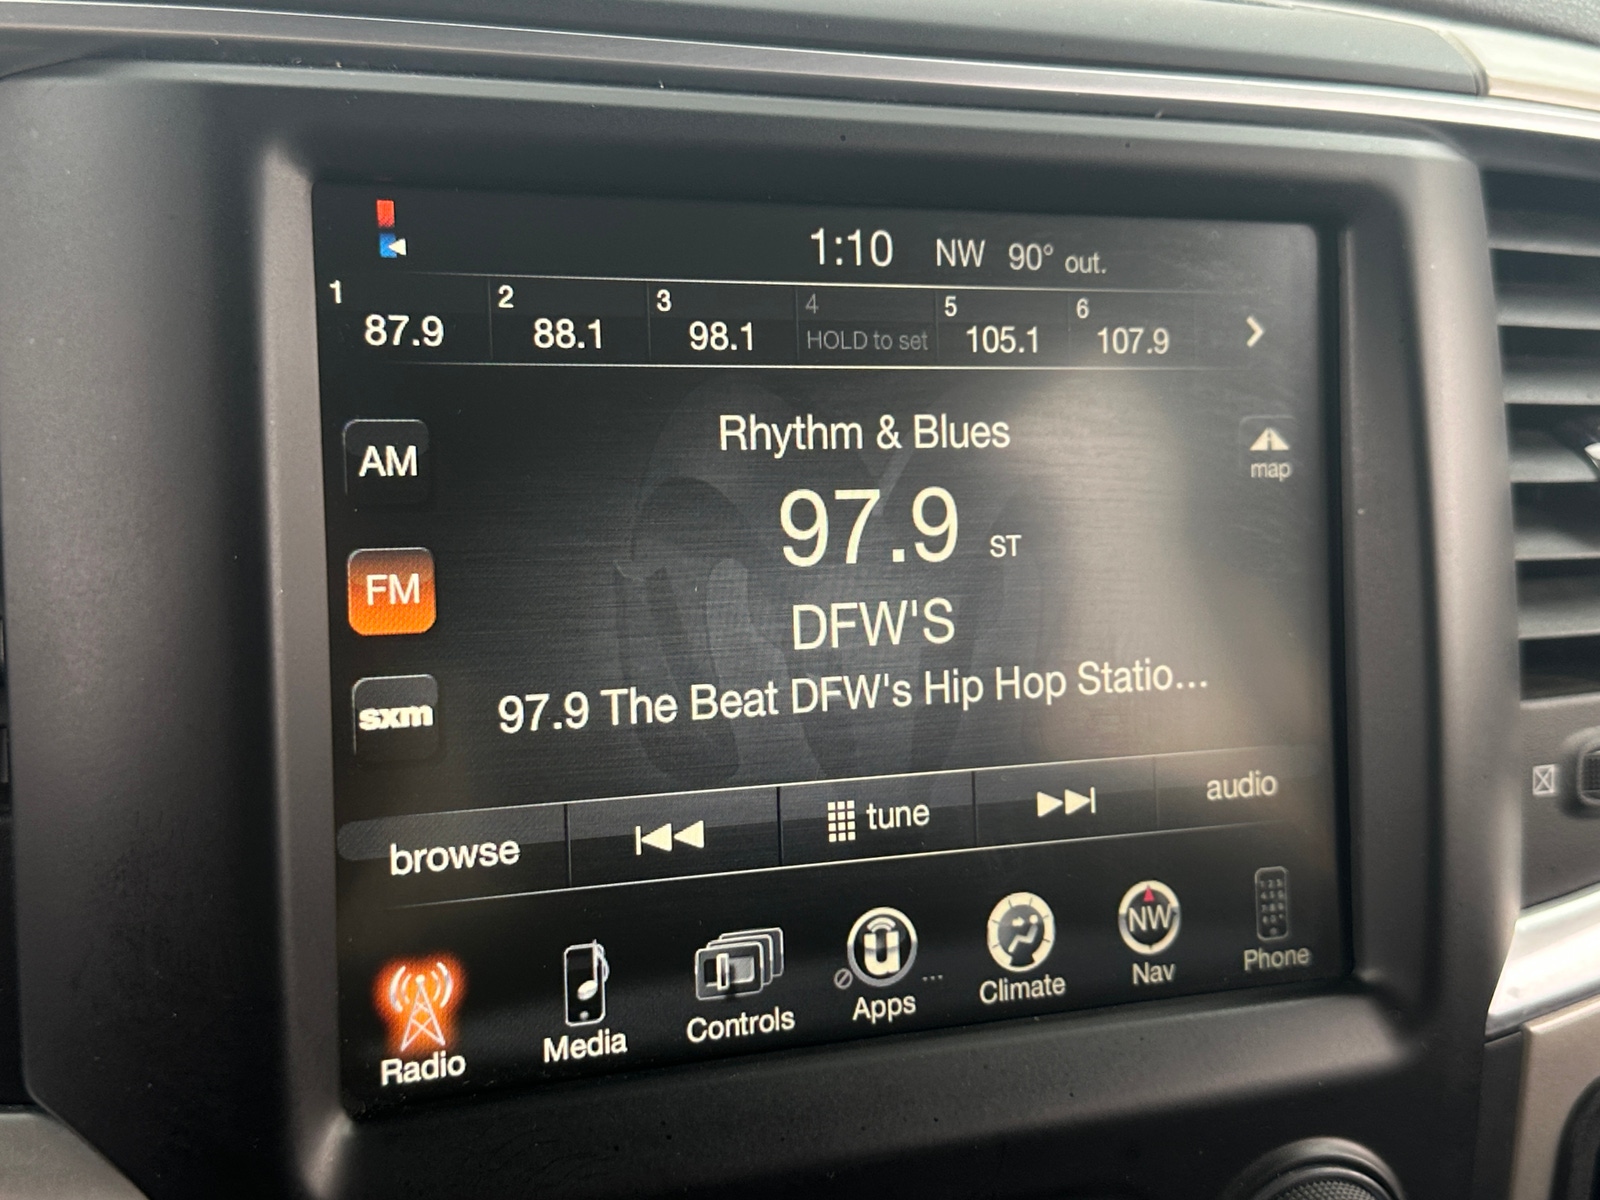 1:10 NW 90° out.
1 2 3 4 5 6
87.9 88.1 98.1 HOLD to set 105.1 107.9
Rhythm & Blues
AM map
97.9 ST
FM
DFW'S
sxm 97.9 The Beat DFW's Hip Hop Statio...
browse tune audio
NW
Radio Media Controls Apps ... Climate Nav Phone